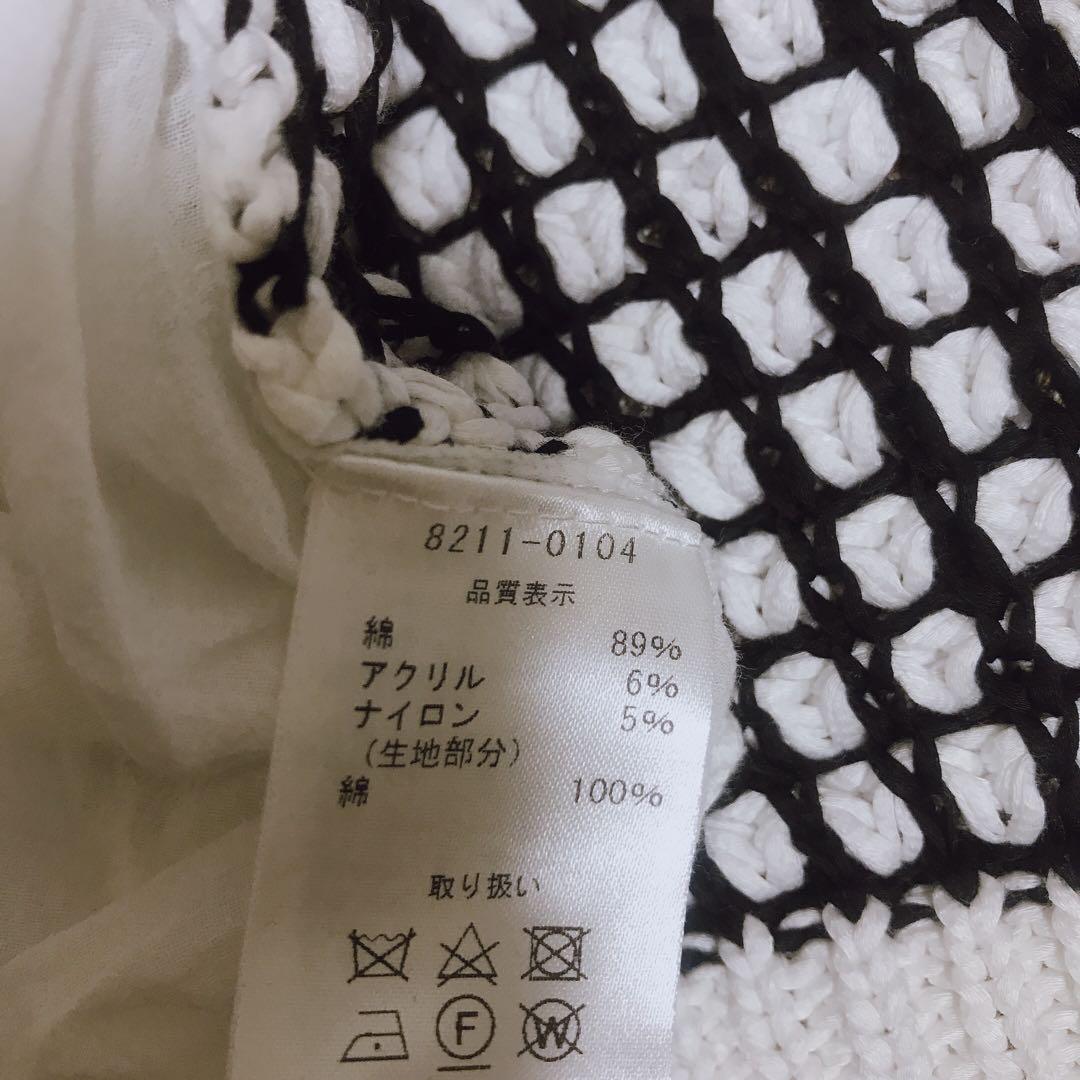 8211-0104
品質表示
綿 89%
アクリル 6%
ナイロン 5%
(生地部分)
綿 100%
取り扱い
F W